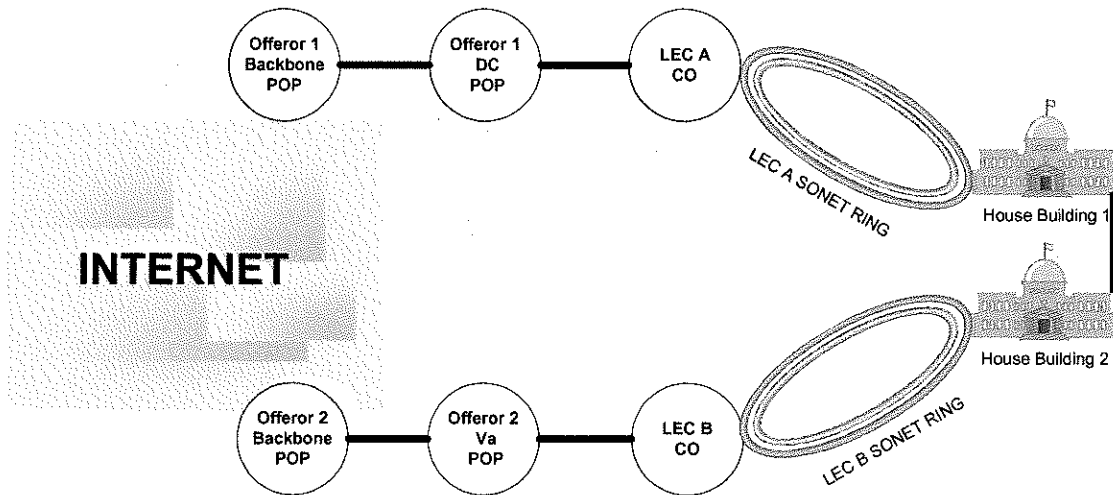 Offeror 1
Backbone
POP
Offeror 1
DC
POP
LEC A
CO
LEC A SONET RING
House Building 1
INTERNET
House Building 2
Offeror 2
Backbone
POP
Offeror 2
Va
POP
LEC B
CO
LEC B SONET RING